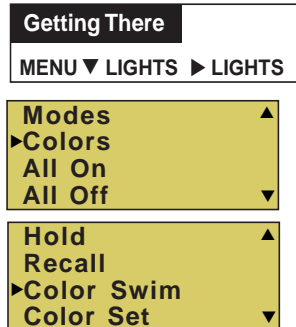 Getting There
MENU ▼ LIGHTS ▶ LIGHTS
Modes ▲
▶Colors
All On
All Off ▼
Hold ▲
Recall
▶Color Swim
Color Set ▼